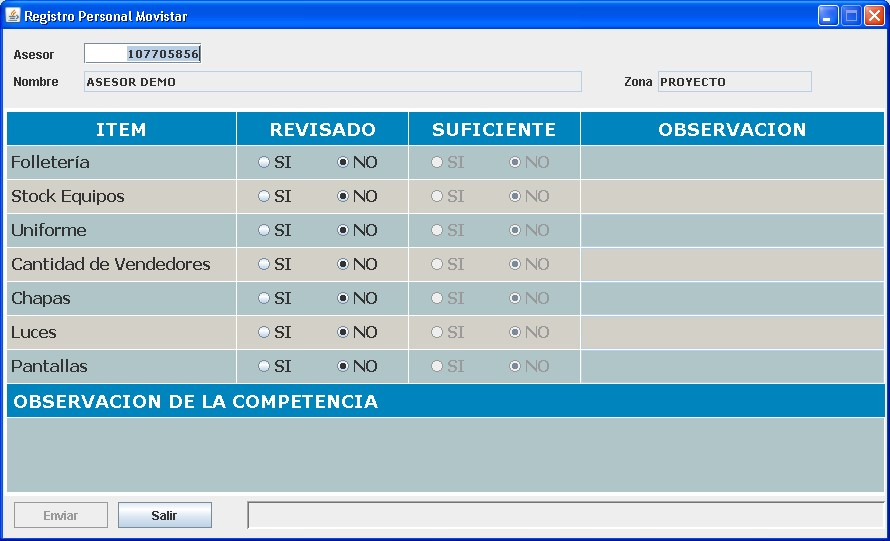 Registro Personal Movistar
Asesor 107705856
Nombre ASESOR DEMO Zona PROYECTO
ITEM REVISADO SUFICIENTE OBSERVACION
Folletería SI NO SI NO
Stock Equipos SI NO SI NO
Uniforme SI NO SI NO
Cantidad de Vendedores SI NO SI NO
Chapas SI NO SI NO
Luces SI NO SI NO
Pantallas SI NO SI NO
OBSERVACION DE LA COMPETENCIA
Enviar Salir